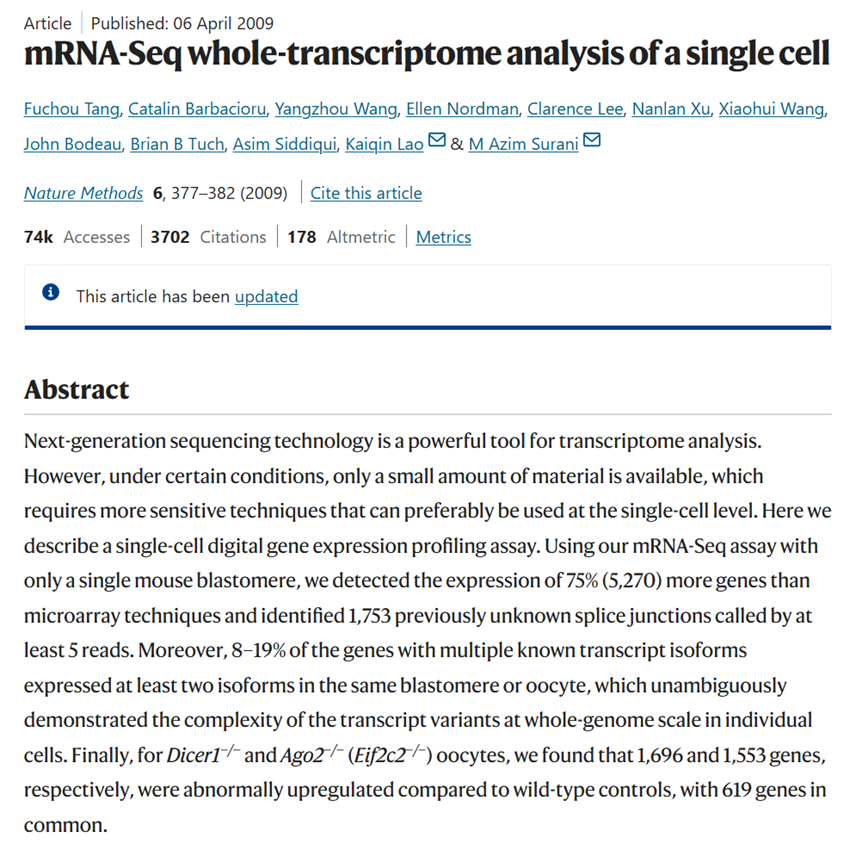 Article | Published: 06 April 2009
mRNA-Seq whole-transcriptome analysis of a single cell
Fuchou Tang, Catalin Barbacioru, Yangzhou Wang, Ellen Nordman, Clarence Lee, Nanlan Xu, Xiaohui Wang,
John Bodeau, Brian B Tuch, Asim Siddiqui, Kaiqin Lao & M Azim Surani
Nature Methods 6, 377–382 (2009) | Cite this article
74k Accesses | 3702 Citations | 178 Altmetric | Metrics
This article has been updated
Abstract
Next-generation sequencing technology is a powerful tool for transcriptome analysis.
However, under certain conditions, only a small amount of material is available, which
requires more sensitive techniques that can preferably be used at the single-cell level. Here we
describe a single-cell digital gene expression profiling assay. Using our mRNA-Seq assay with
only a single mouse blastomere, we detected the expression of 75% (5,270) more genes than
microarray techniques and identified 1,753 previously unknown splice junctions called by at
least 5 reads. Moreover, 8–19% of the genes with multiple known transcript isoforms
expressed at least two isoforms in the same blastomere or oocyte, which unambiguously
demonstrated the complexity of the transcript variants at whole-genome scale in individual
cells. Finally, for Dicer1⁻/⁻ and Ago2⁻/⁻ (Eif2c2⁻/⁻) oocytes, we found that 1,696 and 1,553 genes,
respectively, were abnormally upregulated compared to wild-type controls, with 619 genes in
common.